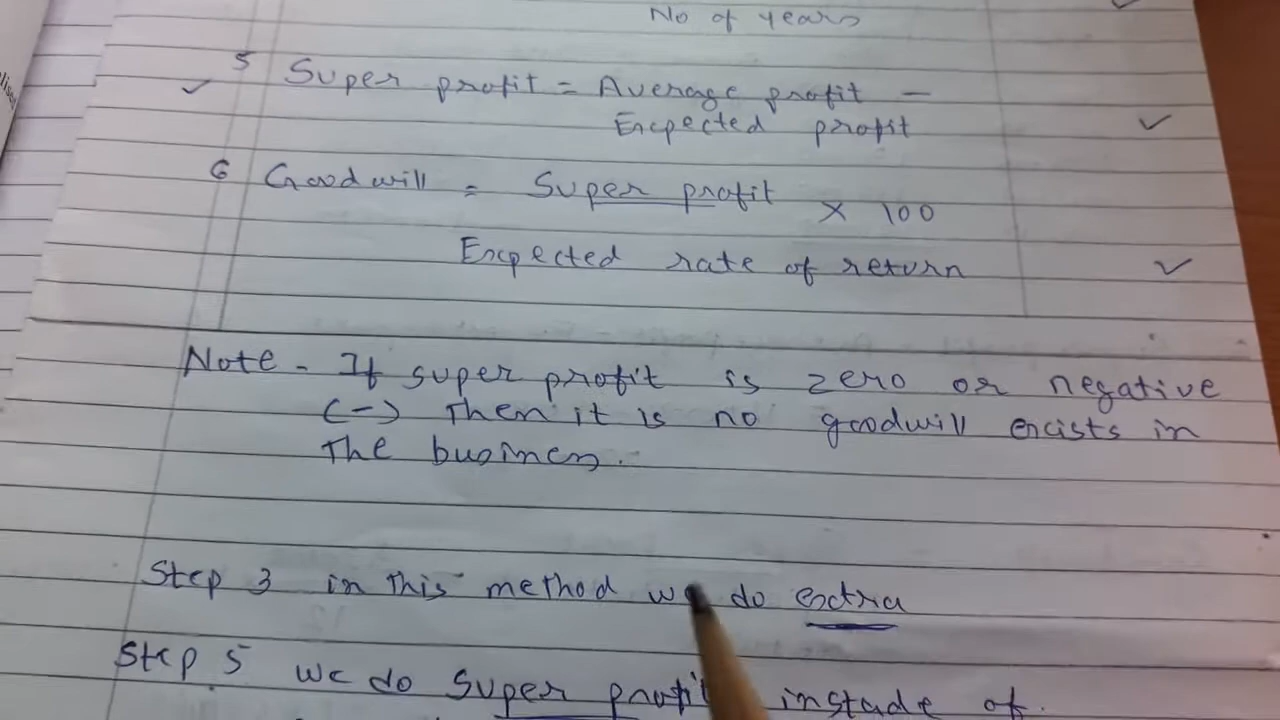 No of years
5 Super profit = Average profit -
Expected profit
6 Goodwill = Super profit × 100
Expected rate of return
Note - If super profit is zero or negative
(-) Then it is no goodwill exists in
The business.
Step 3 in this method we do extra
Step 5 we do Super profit instade of